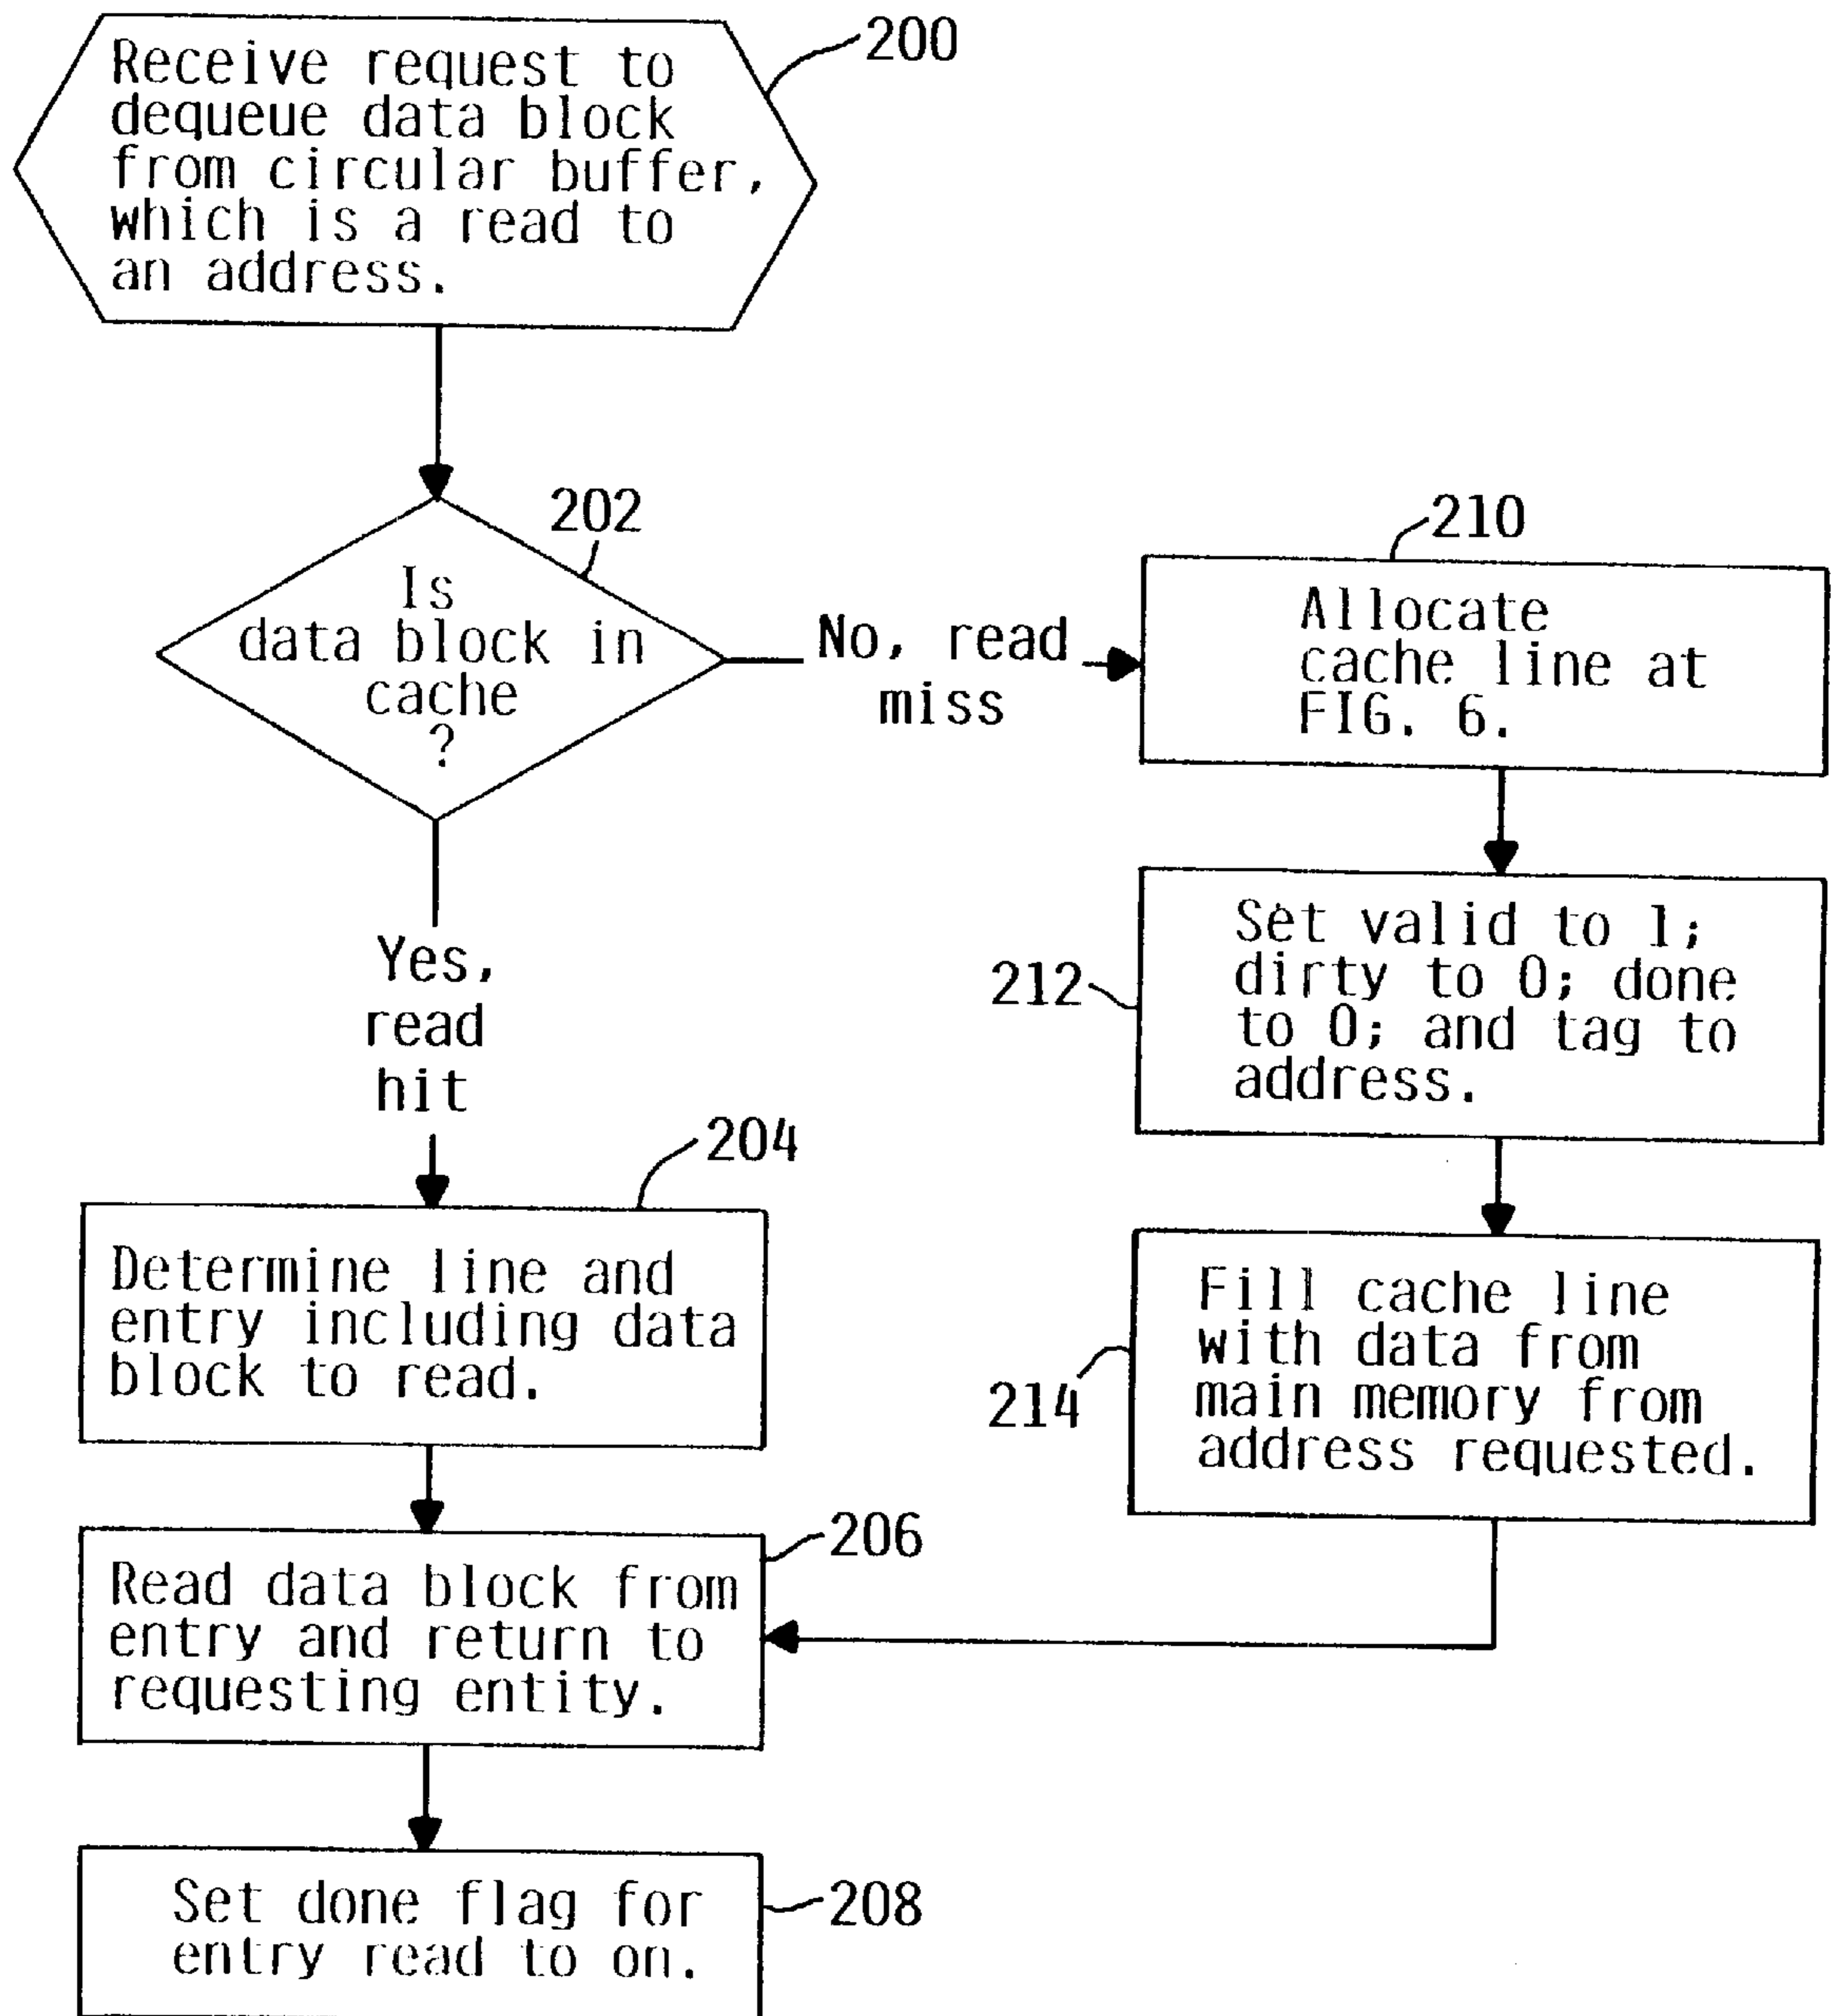 200
Receive request to
dequeue data block
from circular buffer,
which is a read to
an address.
202
Is
data block in
cache
?
No, read
miss
210
Allocate
cache line at
FIG. 6.
Yes,
read
hit
212
Set valid to 1;
dirty to 0; done
to 0; and tag to
address.
204
Determine line and
entry including data
block to read.
214
Fill cache line
with data from
main memory from
address requested.
206
Read data block from
entry and return to
requesting entity.
208
Set done flag for
entry read to on.